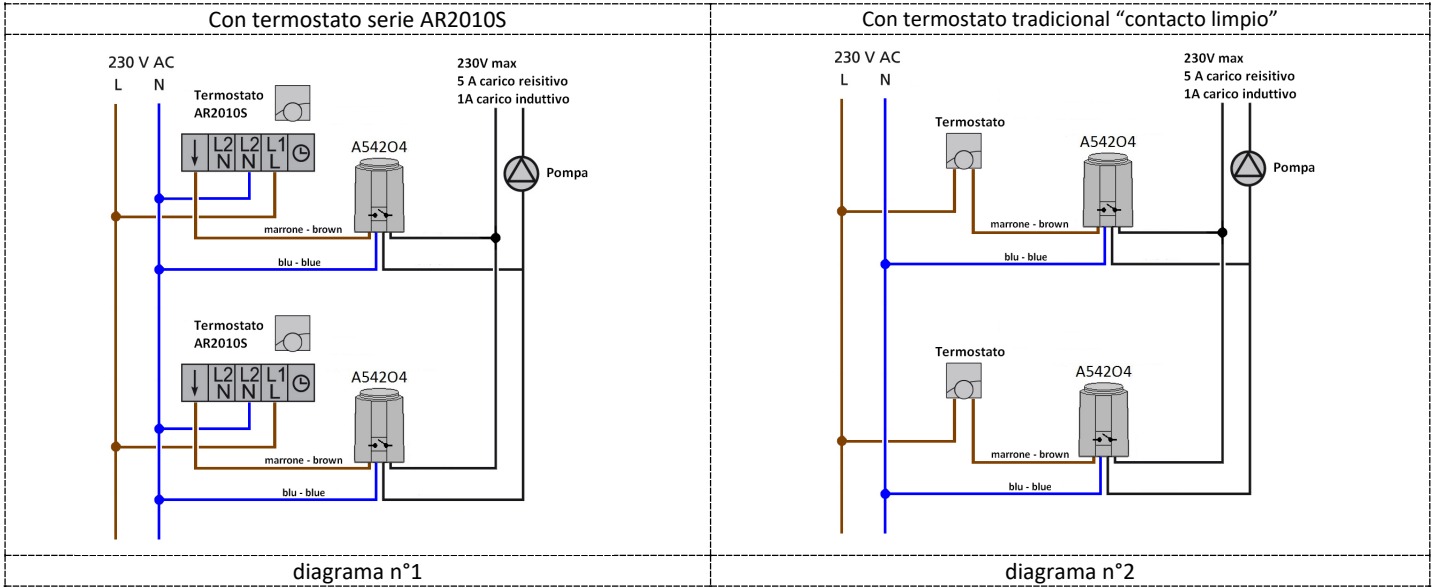 Con termostato serie AR2010S
230 V AC
L N
Termostato
AR2010S
230V max
5 A carico reisitivo
1A carico induttivo
L2 L2 L1
N N L
A542O4
Pompa
marrone - brown
blu - blue
Termostato
AR2010S
L2 L2 L1
N N L
A542O4
marrone - brown
blu - blue
diagrama n°1
Con termostato tradicional “contacto limpio”
230 V AC
L N
230V max
5 A carico reisitivo
1A carico induttivo
Termostato
A542O4
Pompa
marrone - brown
blu - blue
Termostato
A542O4
marrone - brown
blu - blue
diagrama n°2